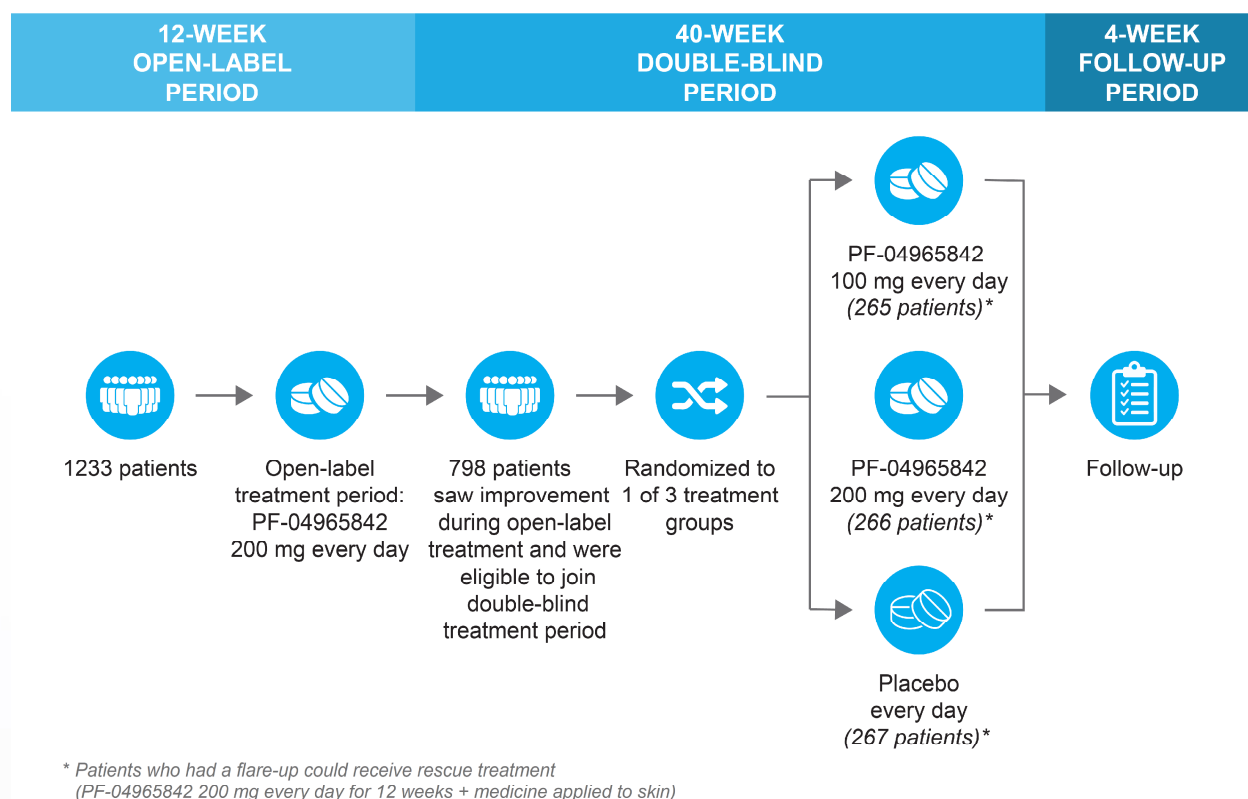 12-WEEK
OPEN-LABEL
PERIOD
40-WEEK
DOUBLE-BLIND
PERIOD
4-WEEK
FOLLOW-UP
PERIOD
1233 patients
Open-label
treatment period:
PF-04965842
200 mg every day
798 patients
saw improvement
during open-label
treatment and were
eligible to join
double-blind
treatment period
Randomized to
1 of 3 treatment
groups
PF-04965842
100 mg every day
(265 patients)*
PF-04965842
200 mg every day
(266 patients)*
Placebo
every day
(267 patients)*
Follow-up
* Patients who had a flare-up could receive rescue treatment
(PF-04965842 200 mg every day for 12 weeks + medicine applied to skin)